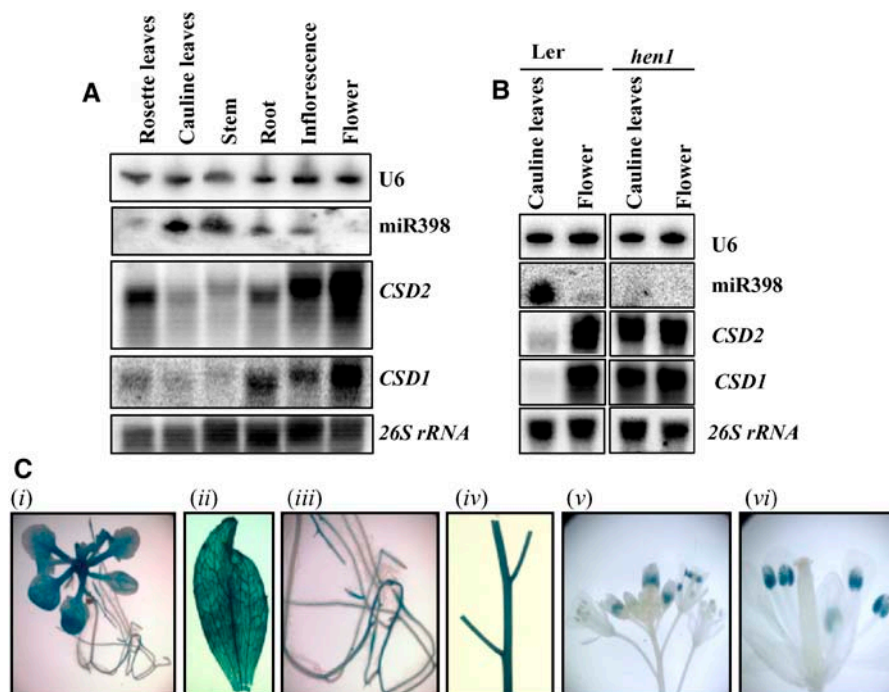 A
Rosette leaves
Cauline leaves
Stem
Root
Inflorescence
Flower
U6
miR398
CSD2
CSD1
26S rRNA
B
Ler hen1
Cauline leaves
Flower
Cauline leaves
Flower
U6
miR398
CSD2
CSD1
26S rRNA
C
(i) (ii) (iii) (iv) (v) (vi)